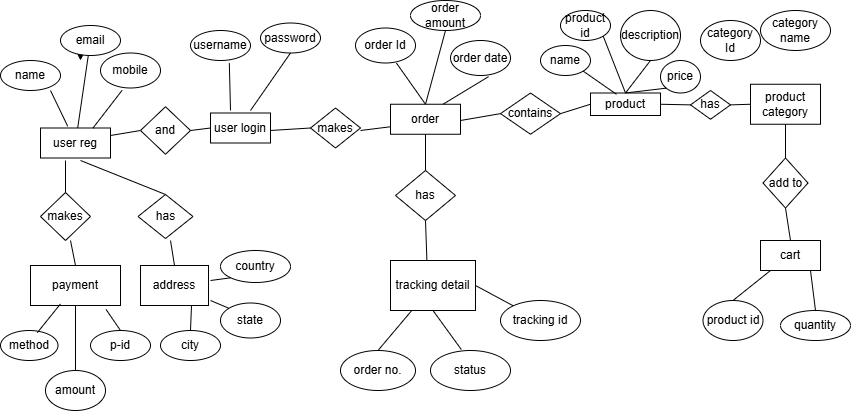 order
amount
product
id
category
name
email
username
password
order Id
description
category
Id
name
mobile
order date
name
price
and
user login
makes
order
contains
product
has
product
category
user reg
makes
has
has
add to
payment
address
country
tracking detail
cart
method
p-id
city
state
tracking id
product id
quantity
amount
order no.
status